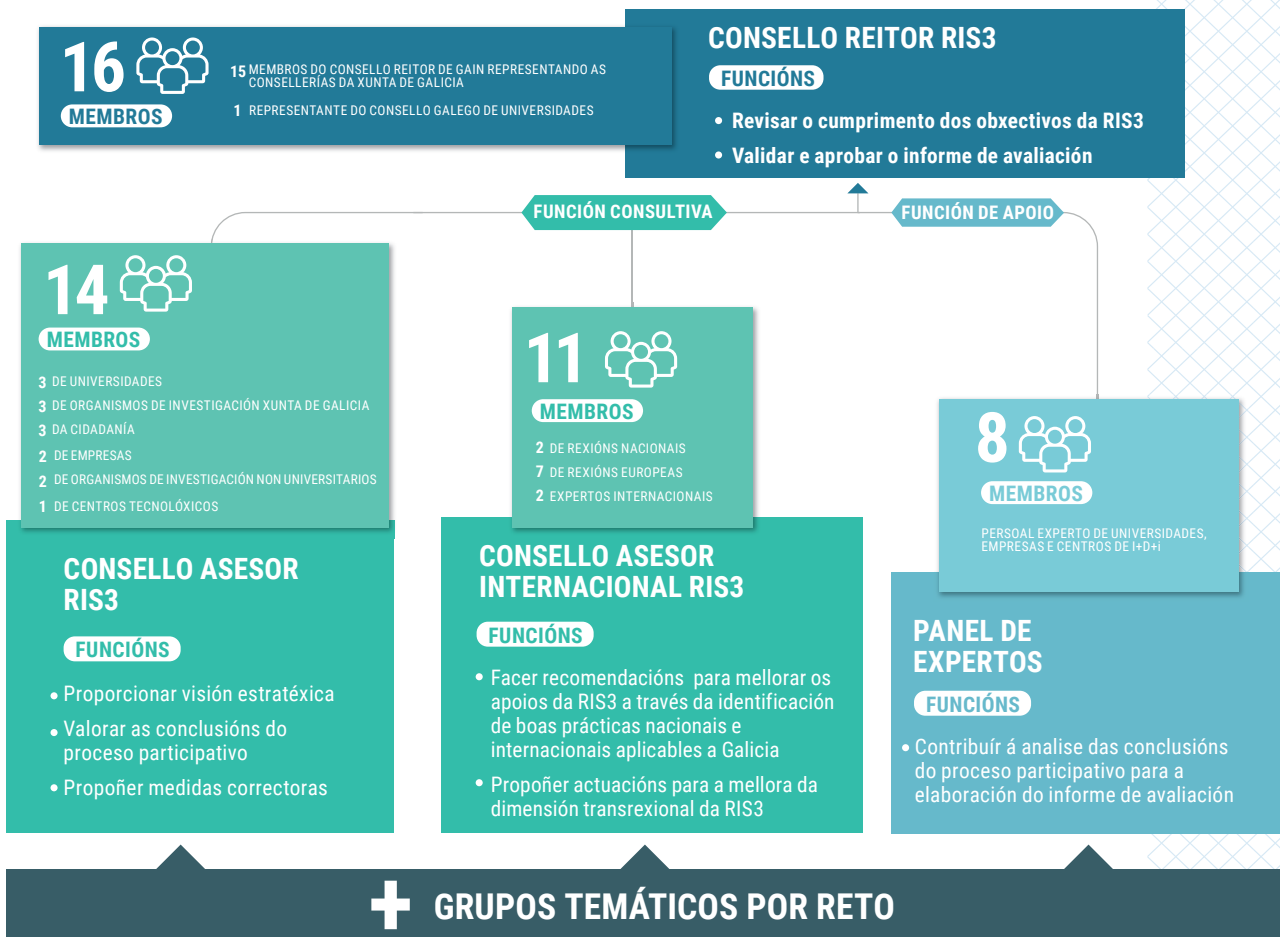 16
MEMBROS
15 MEMBROS DO CONSELLO REITOR DE GAIN REPRESENTANDO AS
CONSELLERÍAS DA XUNTA DE GALICIA
1 REPRESENTANTE DO CONSELLO GALEGO DE UNIVERSIDADES
CONSELLO REITOR RIS3
FUNCIÓNS
• Revisar o cumprimento dos obxectivos da RIS3
• Validar e aprobar o informe de avaliación
FUNCIÓN CONSULTIVA
FUNCIÓN DE APOIO
14
MEMBROS
3 DE UNIVERSIDADES
3 DE ORGANISMOS DE INVESTIGACIÓN XUNTA DE GALICIA
3 DA CIDADANÍA
2 DE EMPRESAS
2 DE ORGANISMOS DE INVESTIGACIÓN NON UNIVERSITARIOS
1 DE CENTROS TECNOLÓXICOS
CONSELLO ASESOR
RIS3
FUNCIÓNS
• Proporcionar visión estratéxica
• Valorar as conclusións do
proceso participativo
• Propoñer medidas correctoras
11
MEMBROS
2 DE REXIÓNS NACIONAIS
7 DE REXIÓNS EUROPEAS
2 EXPERTOS INTERNACIONAIS
CONSELLO ASESOR
INTERNACIONAL RIS3
FUNCIÓNS
• Facer recomendacións para mellorar os
apoios da RIS3 a través da identificación
de boas prácticas nacionais e
internacionais aplicables a Galicia
• Propoñer actuacións para a mellora da
dimensión transrexional da RIS3
8
MEMBROS
PERSOAL EXPERTO DE UNIVERSIDADES,
EMPRESAS E CENTROS DE I+D+i
PANEL DE
EXPERTOS
FUNCIÓNS
• Contribuír á analise das conclusións
do proceso participativo para a
elaboración do informe de avaliación
+ GRUPOS TEMÁTICOS POR RETO